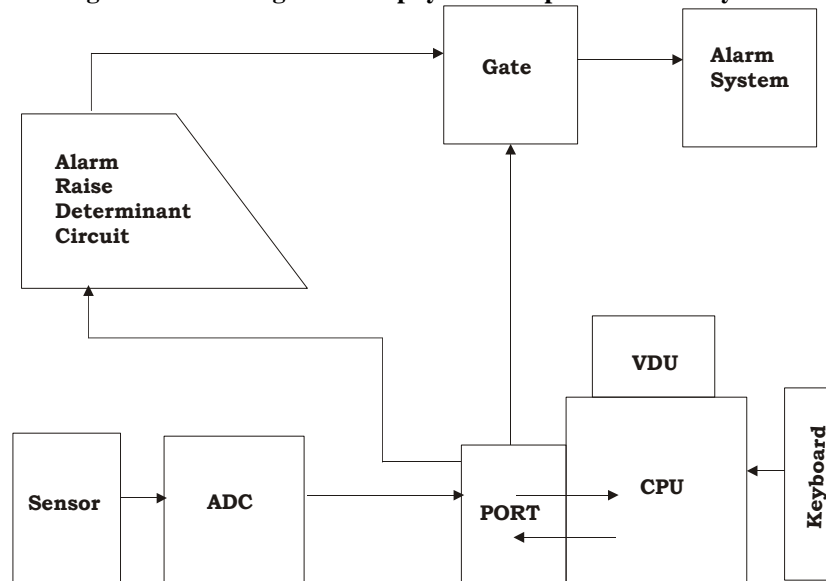 Gate
Alarm
System
Alarm
Raise
Determinant
Circuit
VDU
Sensor
ADC
PORT
CPU
Keyboard